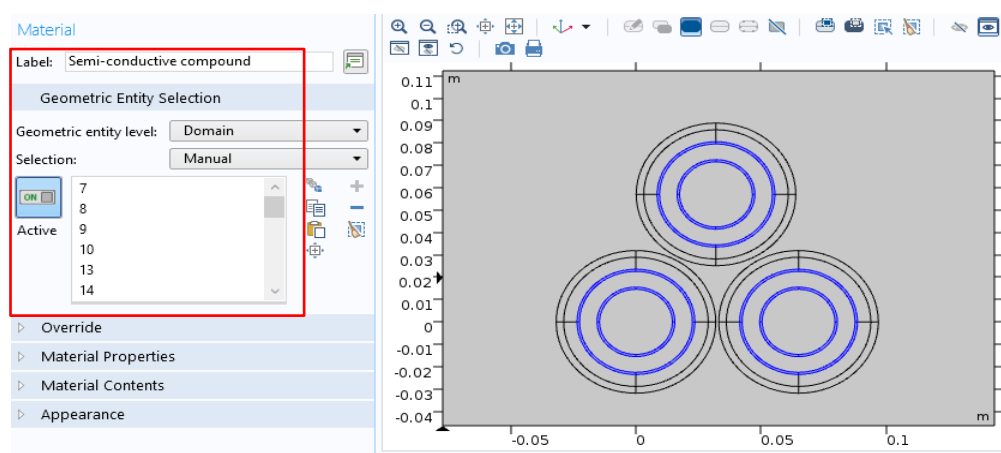 Material
Label: Semi-conductive compound
Geometric Entity Selection
Geometric entity level: Domain
Selection: Manual
ON
Active
7
8
9
10
13
14
Override
Material Properties
Material Contents
Appearance
m
0.11
0.1
0.09
0.08
0.07
0.06
0.05
0.04
0.03
0.02
0.01
0
-0.01
-0.02
-0.03
-0.04
m
-0.05
0
0.05
0.1